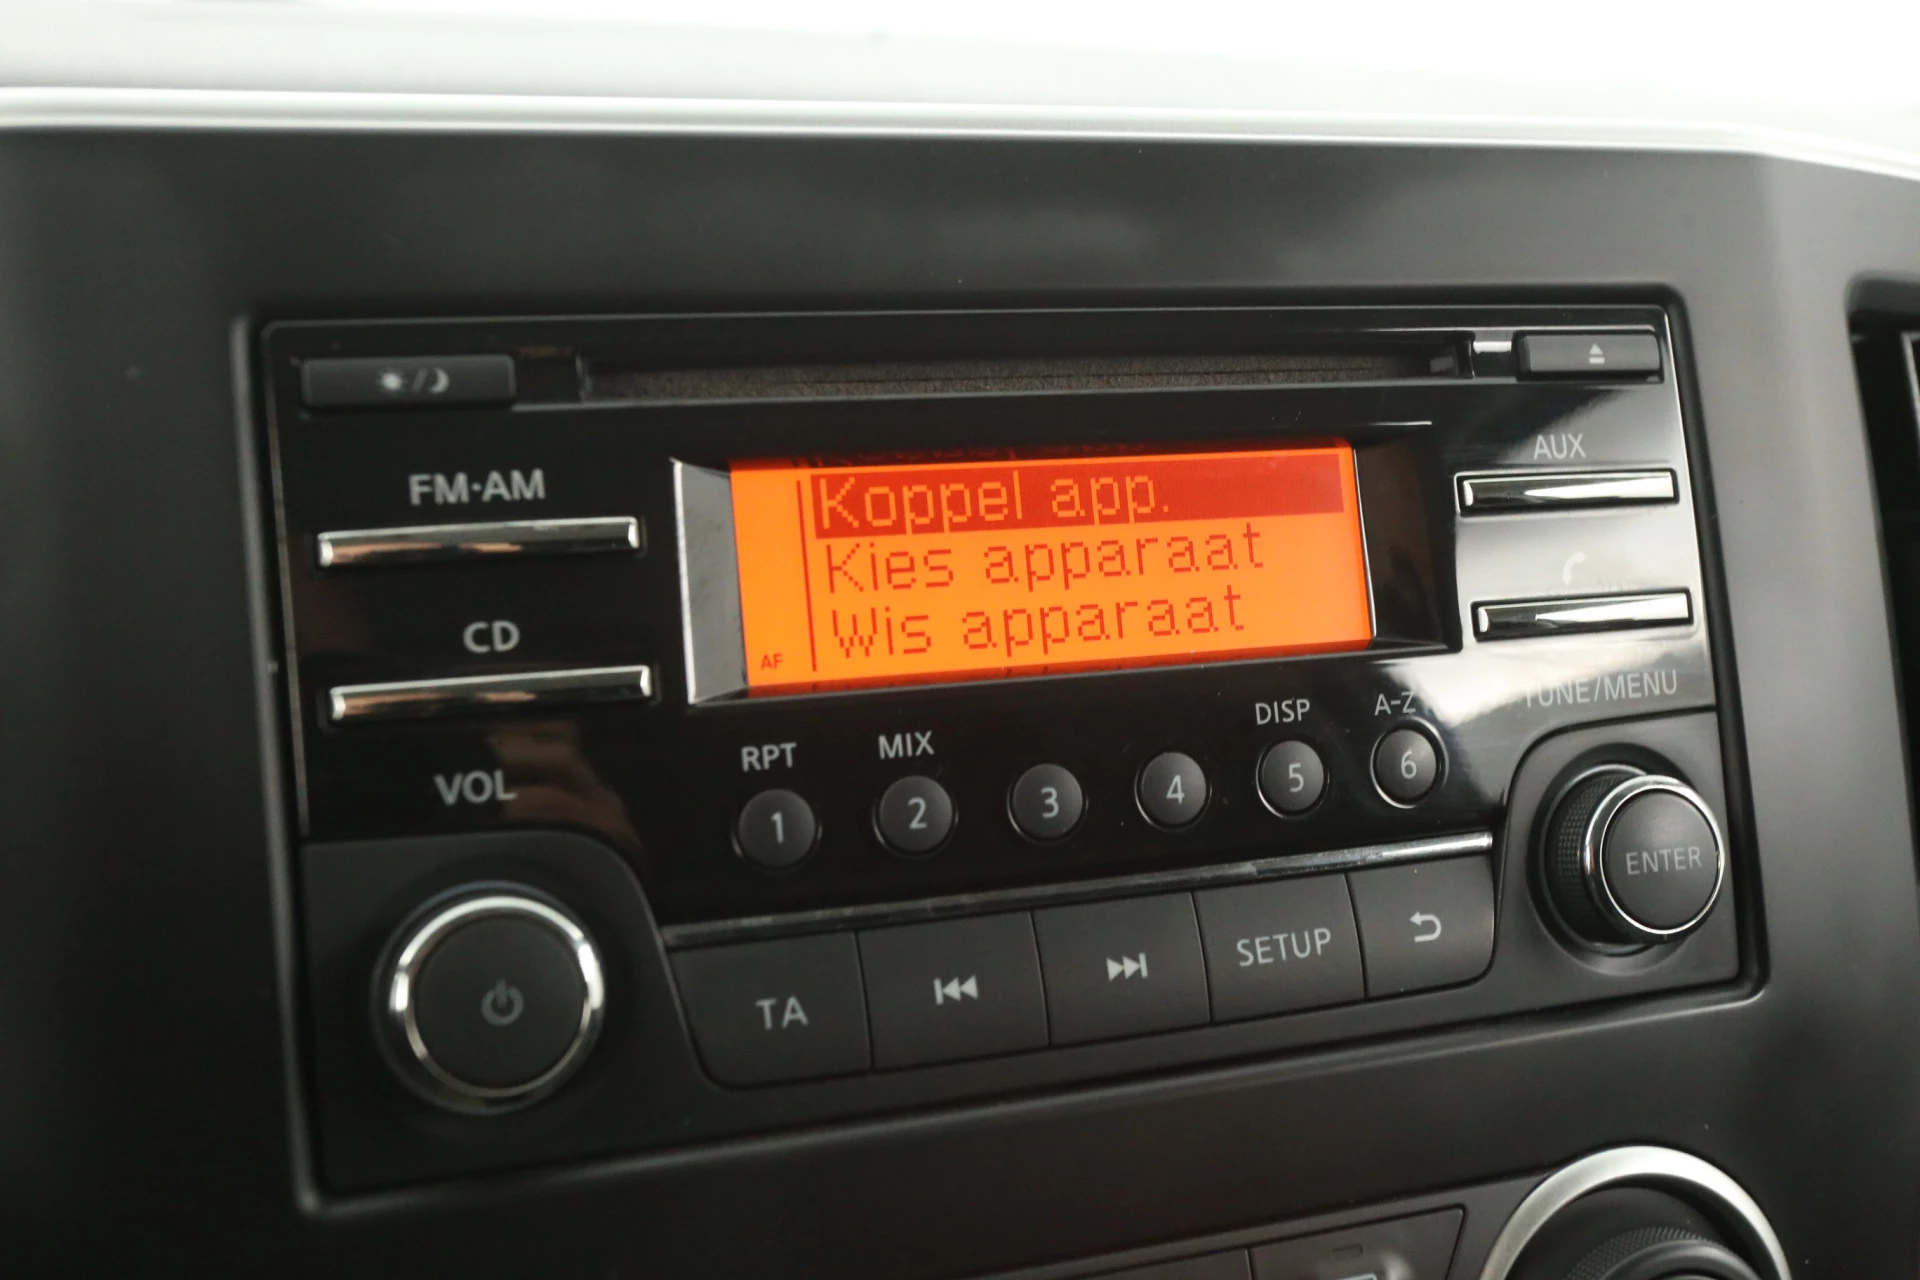 FM·AM
CD
VOL
Koppel app.
Kies apparaat
Wis apparaat
AF
AUX
TUNE/MENU
RPT
MIX
DISP
A-Z
1
2
3
4
5
6
ENTER
TA
SETUP